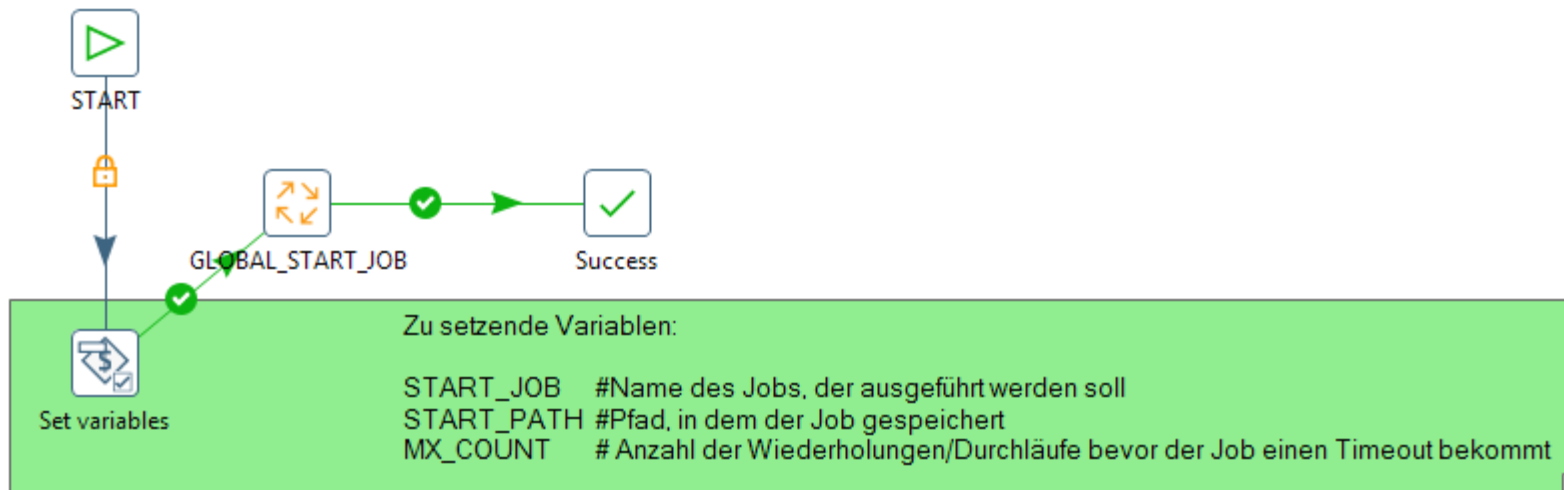 START
GLOBAL_START_JOB
Success
Set variables
Zu setzende Variablen:
START_JOB #Name des Jobs, der ausgeführt werden soll
START_PATH #Pfad, in dem der Job gespeichert
MX_COUNT # Anzahl der Wiederholungen/Durchläufe bevor der Job einen Timeout bekommt